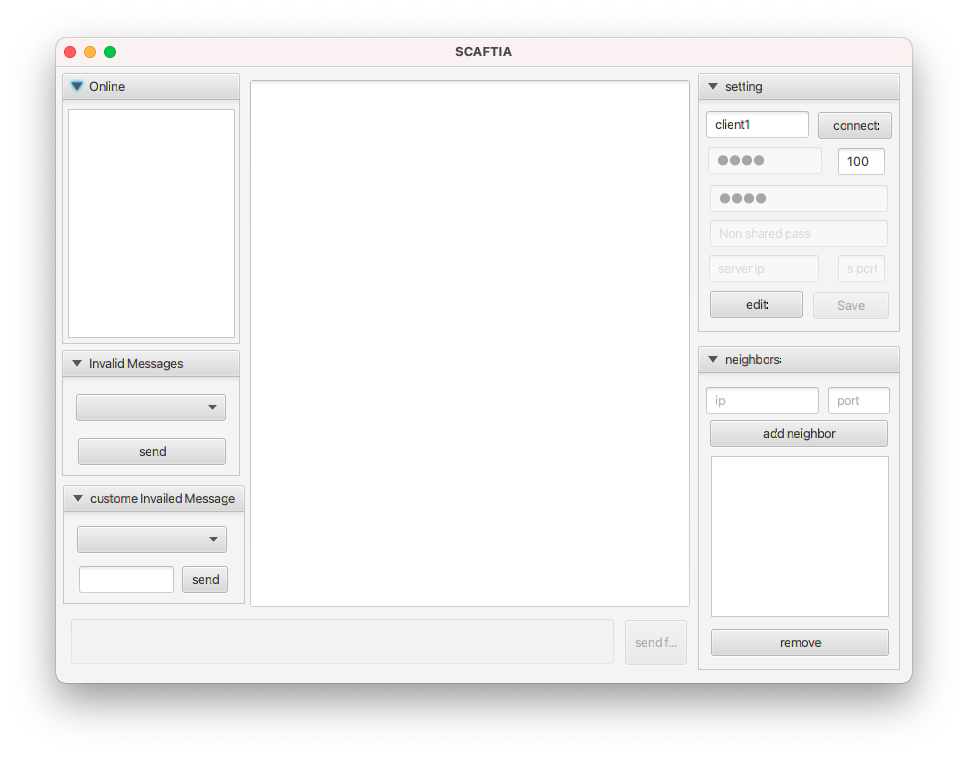 SCAFTIA
Online
Invalid Messages
send
custome Invailed Message
send
send f...
setting
client1
connect:
●●●●
100
●●●●
Non shared pass
server ip
s port
edit:
Save
neighbors:
ip
port
add neighbor
remove